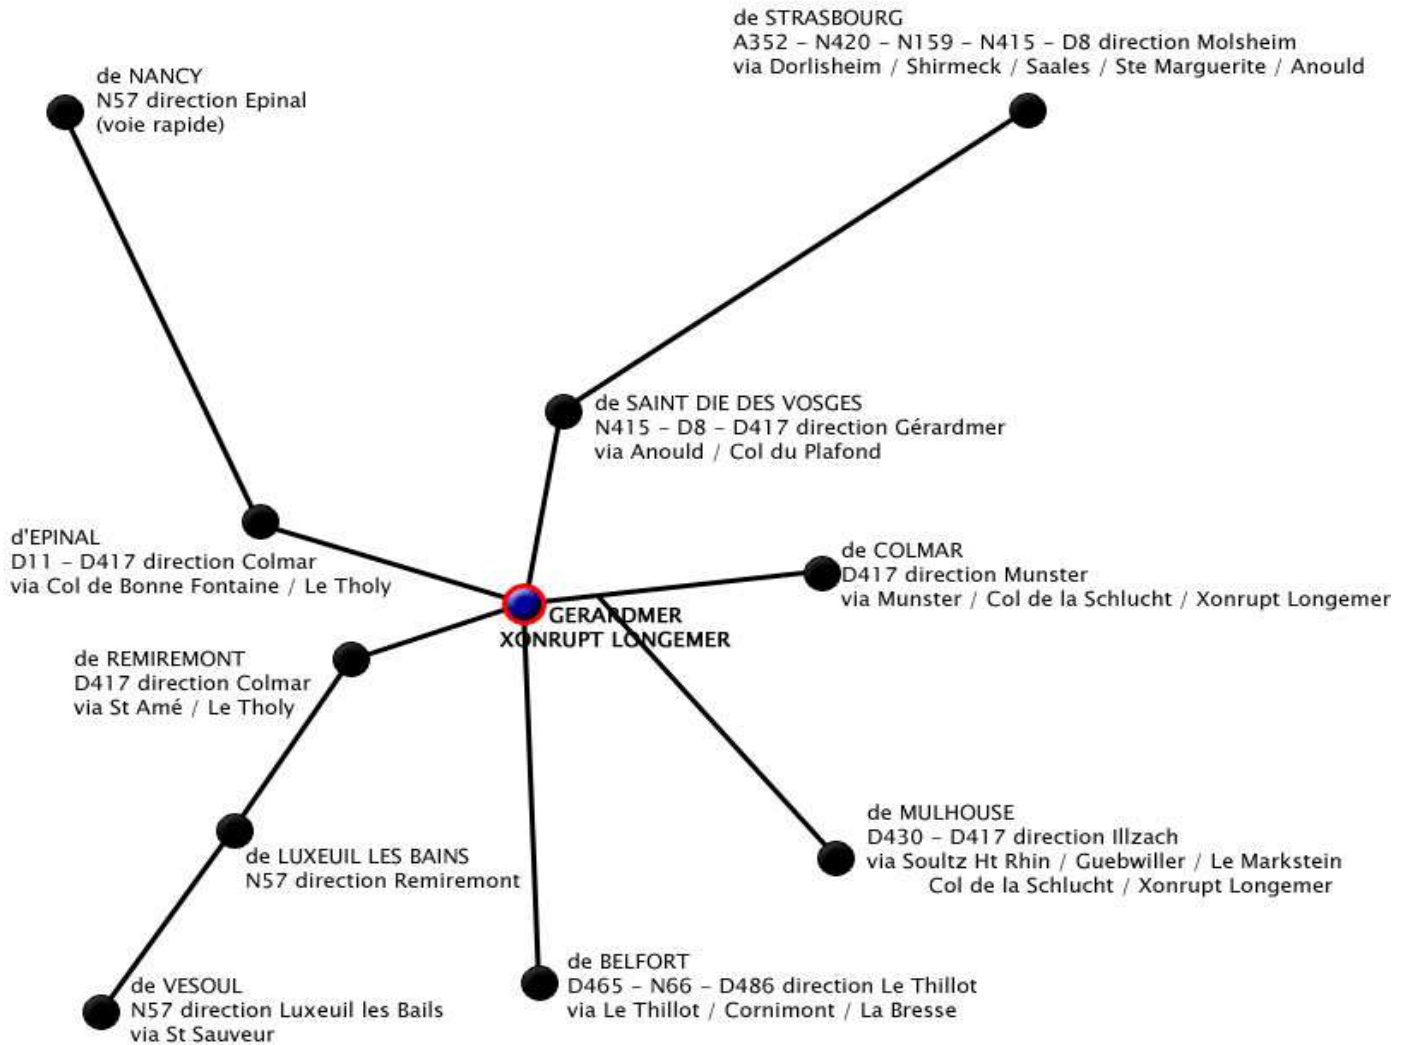 de STRASBOURG
A352 - N420 - N159 - N415 - D8 direction Molsheim
via Dorlisheim / Shirmeck / Saales / Ste Marguerite / Anould
de NANCY
N57 direction Epinal
(voie rapide)
de SAINT DIE DES VOSGES
N415 - D8 - D417 direction Gérardmer
via Anould / Col du Plafond
d'EPINAL
D11 - D417 direction Colmar
via Col de Bonne Fontaine / Le Tholy
de COLMAR
D417 direction Munster
via Munster / Col de la Schlucht / Xonrupt Longemer
GERARDMER
XONRUPT LONGEMER
de REMIREMONT
D417 direction Colmar
via St Amé / Le Tholy
de MULHOUSE
D430 - D417 direction Illzach
via Soultz Ht Rhin / Guebwiller / Le Markstein
Col de la Schlucht / Xonrupt Longemer
de LUXEUIL LES BAINS
N57 direction Remiremont
de BELFORT
D465 - N66 - D486 direction Le Thillot
via Le Thillot / Cornimont / La Bresse
de VESOUL
N57 direction Luxeuil les Bails
via St Sauveur